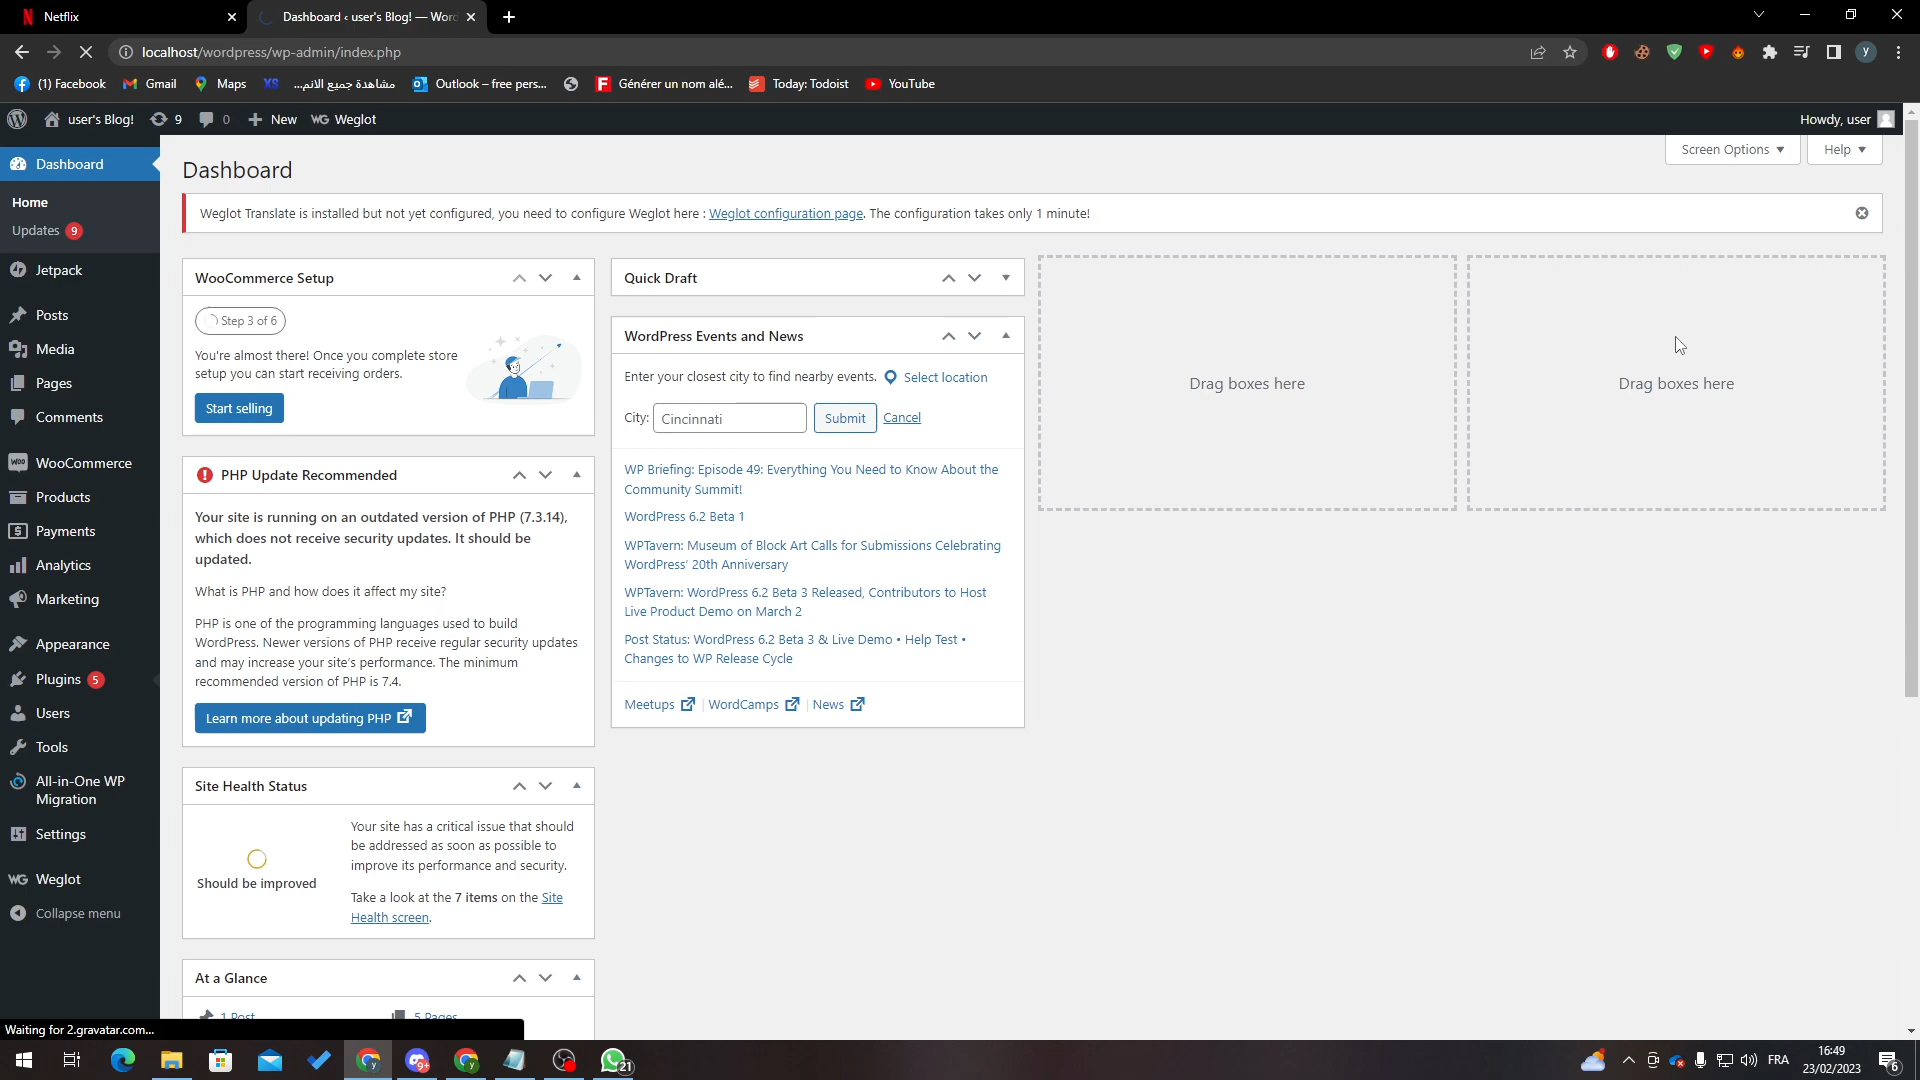 Netflix
Dashboard ‹ user's Blog! — Word
localhost/wordpress/wp-admin/index.php
y
(1) Facebook
Gmail
Maps
XS
مشاهدة جميع الانم...
Outlook – free pers...
Générer un nom alé...
Today: Todoist
YouTube
user's Blog!
9
0
New
WG Weglot
Howdy, user
Dashboard
Home
Updates 9
Jetpack
Posts
Media
Pages
Comments
WooCommerce
Products
Payments
Analytics
Marketing
Appearance
Plugins 5
Users
Tools
All-in-One WP
Migration
Settings
WG Weglot
Collapse menu
Screen Options
Help
Dashboard
Weglot Translate is installed but not yet configured, you need to configure Weglot here : Weglot configuration page. The configuration takes only 1 minute!
WooCommerce Setup
Step 3 of 6
You're almost there! Once you complete store
setup you can start receiving orders.
Start selling
PHP Update Recommended
Your site is running on an outdated version of PHP (7.3.14),
which does not receive security updates. It should be
updated.
What is PHP and how does it affect my site?
PHP is one of the programming languages used to build
WordPress. Newer versions of PHP receive regular security updates
and may increase your site's performance. The minimum
recommended version of PHP is 7.4.
Learn more about updating PHP
Site Health Status
Should be improved
Your site has a critical issue that should
be addressed as soon as possible to
improve its performance and security.
Take a look at the 7 items on the Site
Health screen.
At a Glance
1 Post
5 Pages
Quick Draft
WordPress Events and News
Enter your closest city to find nearby events.
Select location
City:
Cincinnati
Submit
Cancel
WP Briefing: Episode 49: Everything You Need to Know About the
Community Summit!
WordPress 6.2 Beta 1
WPTavern: Museum of Block Art Calls for Submissions Celebrating
WordPress' 20th Anniversary
WPTavern: WordPress 6.2 Beta 3 Released, Contributors to Host
Live Product Demo on March 2
Post Status: WordPress 6.2 Beta 3 & Live Demo • Help Test •
Changes to WP Release Cycle
Meetups
WordCamps
News
Drag boxes here
Drag boxes here
Waiting for 2.gravatar.com...
9+
21
FRA
16:49
23/02/2023
6